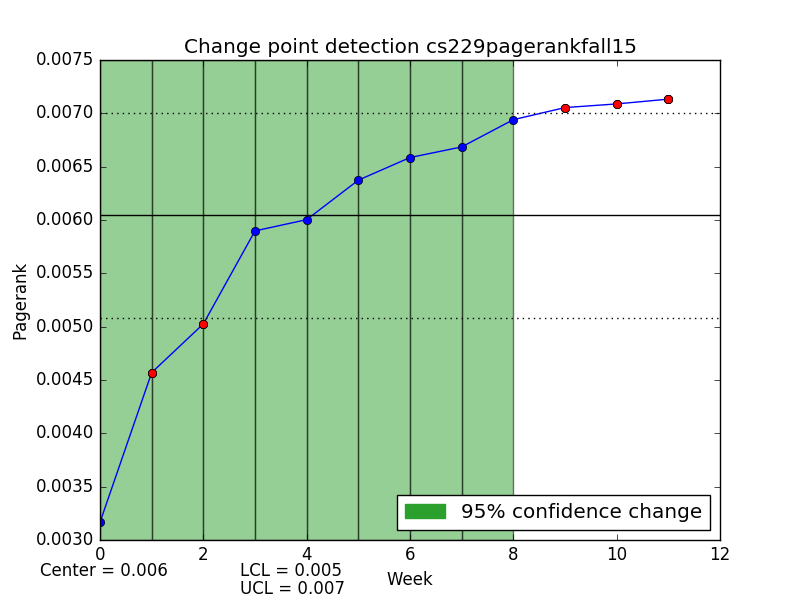 Change point detection cs229pagerankfall15
0.0075
0.0070
0.0065
0.0060
0.0055
0.0050
0.0045
0.0040
0.0035
0.0030
Pagerank
95% confidence change
0 2 4 6 8 10 12
Center = 0.006
LCL = 0.005
Week
UCL = 0.007